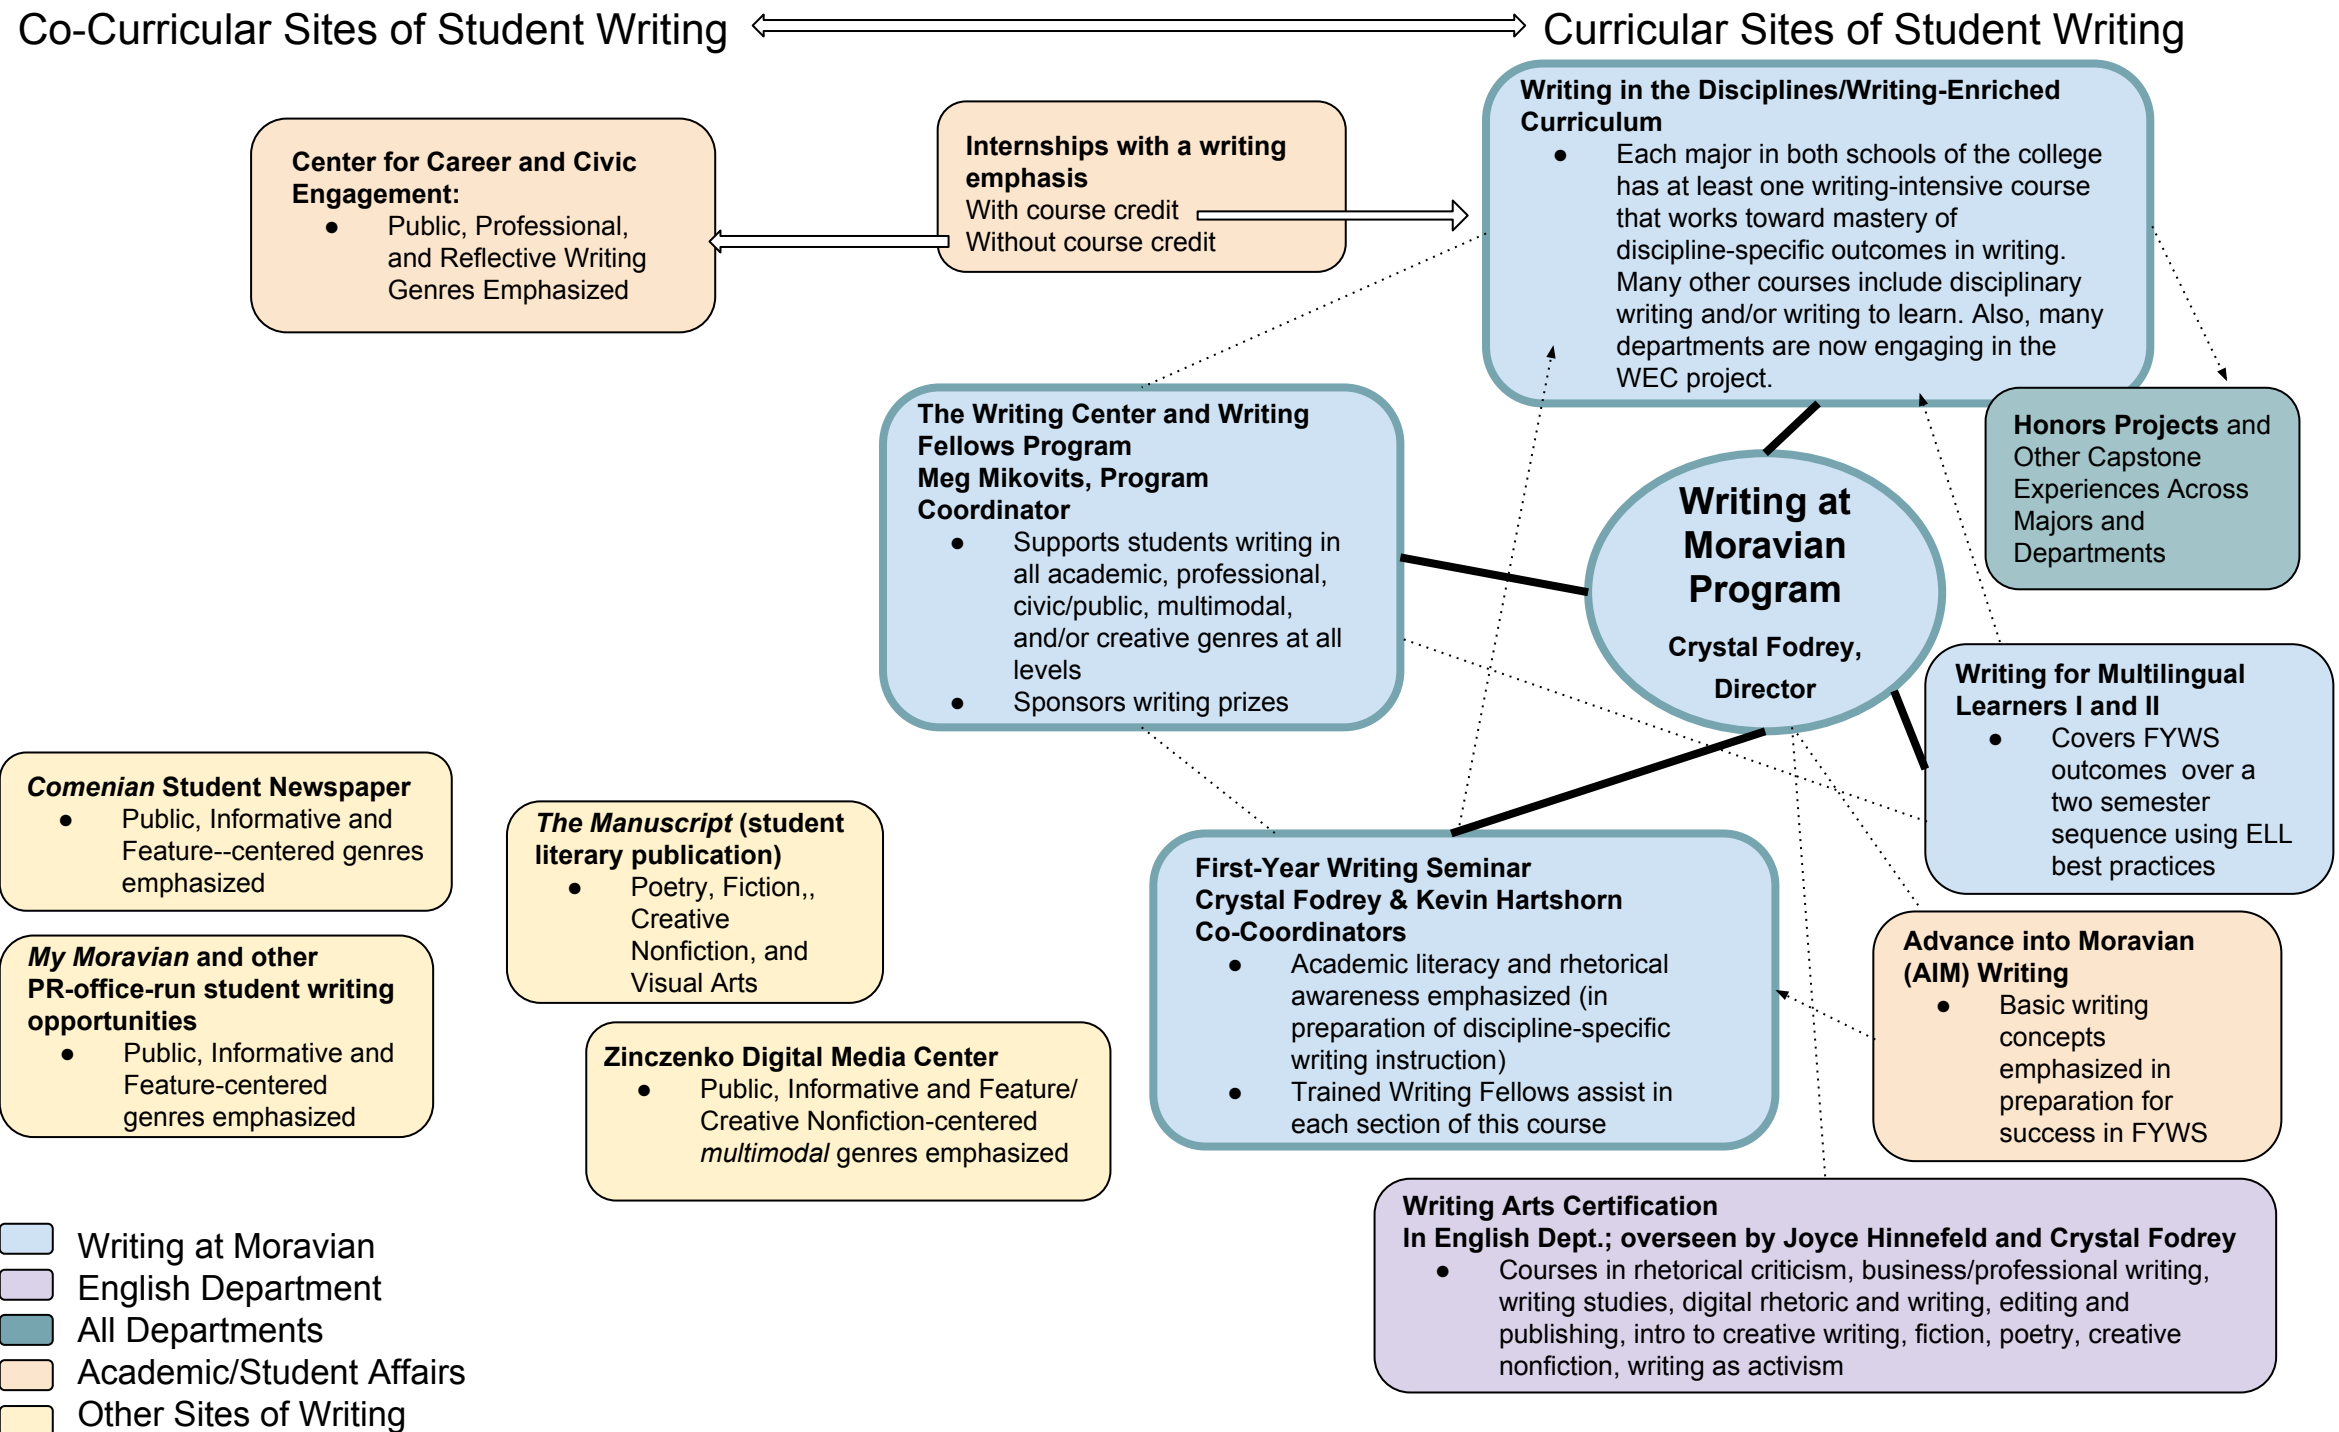 Co-Curricular Sites of Student Writing
Curricular Sites of Student Writing
Center for Career and Civic
Engagement:
● Public, Professional,
and Reflective Writing
Genres Emphasized
Internships with a writing
emphasis
With course credit
Without course credit
Writing in the Disciplines/Writing-Enriched
Curriculum
● Each major in both schools of the college
has at least one writing-intensive course
that works toward mastery of
discipline-specific outcomes in writing.
Many other courses include disciplinary
writing and/or writing to learn. Also, many
departments are now engaging in the
WEC project.
The Writing Center and Writing
Fellows Program
Meg Mikovits, Program
Coordinator
● Supports students writing in
all academic, professional,
civic/public, multimodal,
and/or creative genres at all
levels
● Sponsors writing prizes
Writing at
Moravian
Program
Crystal Fodrey,
Director
Honors Projects and
Other Capstone
Experiences Across
Majors and
Departments
Writing for Multilingual
Learners I and II
● Covers FYWS
outcomes over a
two semester
sequence using ELL
best practices
Comenian Student Newspaper
● Public, Informative and
Feature--centered genres
emphasized
The Manuscript (student
literary publication)
● Poetry, Fiction,,
Creative
Nonfiction, and
Visual Arts
My Moravian and other
PR-office-run student writing
opportunities
● Public, Informative and
Feature-centered
genres emphasized
Zinczenko Digital Media Center
● Public, Informative and Feature/
Creative Nonfiction-centered
multimodal genres emphasized
First-Year Writing Seminar
Crystal Fodrey & Kevin Hartshorn
Co-Coordinators
● Academic literacy and rhetorical
awareness emphasized (in
preparation of discipline-specific
writing instruction)
● Trained Writing Fellows assist in
each section of this course
Advance into Moravian
(AIM) Writing
● Basic writing
concepts
emphasized in
preparation for
success in FYWS
Writing Arts Certification
In English Dept.; overseen by Joyce Hinnefeld and Crystal Fodrey
● Courses in rhetorical criticism, business/professional writing,
writing studies, digital rhetoric and writing, editing and
publishing, intro to creative writing, fiction, poetry, creative
nonfiction, writing as activism
Writing at Moravian
English Department
All Departments
Academic/Student Affairs
Other Sites of Writing